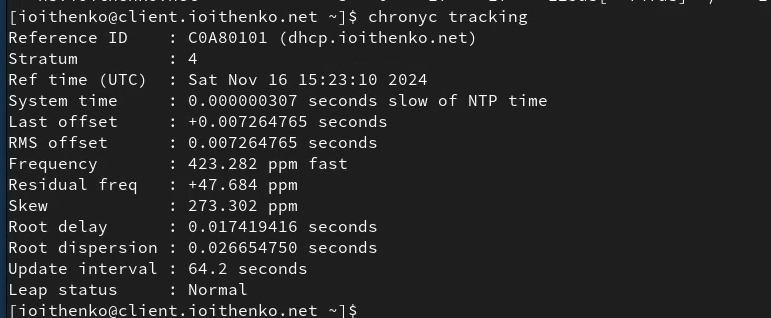 [ioithenko@client.ioithenko.net ~]$ chronyc tracking
Reference ID    : C0A80101 (dhcp.ioithenko.net)
Stratum         : 4
Ref time (UTC)  : Sat Nov 16 15:23:10 2024
System time     : 0.000000307 seconds slow of NTP time
Last offset     : +0.007264765 seconds
RMS offset      : 0.007264765 seconds
Frequency       : 423.282 ppm fast
Residual freq   : +47.684 ppm
Skew            : 273.302 ppm
Root delay      : 0.017419416 seconds
Root dispersion : 0.026654750 seconds
Update interval : 64.2 seconds
Leap status     : Normal
[ioithenko@client.ioithenko.net ~]$